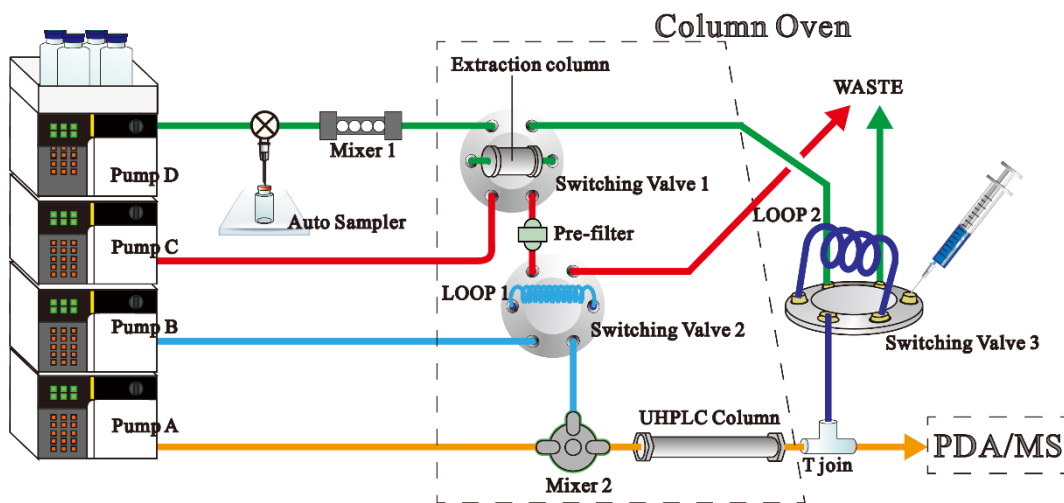 Column Oven
Extraction column
WASTE
Mixer 1
Pump D
Switching Valve 1
Auto Sampler
LOOP 2
Pump C
Pre-filter
LOOP 1
Pump B
Switching Valve 2
Switching Valve 3
Pump A
UHPLC Column
PDA/MS
T join
Mixer 2